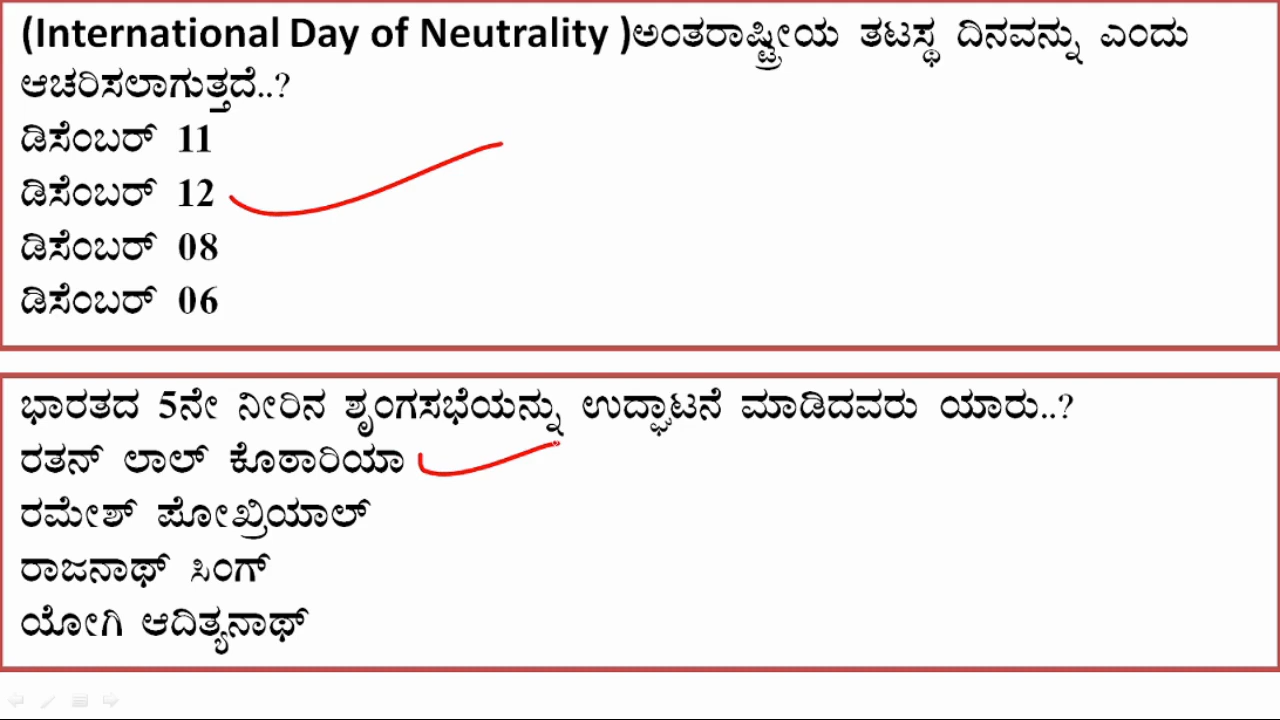 (International Day of Neutrality )ಅಂತರಾಷ್ಟ್ರೀಯ ತಟಸ್ಥ ದಿನವನ್ನು ಎಂದು
ಆಚರಿಸಲಾಗುತ್ತದೆ..?
ಡಿಸೆಂಬರ್ 11
ಡಿಸೆಂಬರ್ 12
ಡಿಸೆಂಬರ್ 08
ಡಿಸೆಂಬರ್ 06
ಭಾರತದ 5ನೇ ನೀರಿನ ಶೃಂಗಸಭೆಯನ್ನು ಉದ್ಘಾಟನೆ ಮಾಡಿದವರು ಯಾರು..?
ರತನ್ ಲಾಲ್ ಕೊಠಾರಿಯಾ
ರಮೇಶ್ ಪೋಖ್ರಿಯಾಲ್
ರಾಜನಾಥ್ ಸಿಂಗ್
ಯೋಗಿ ಆದಿತ್ಯನಾಥ್